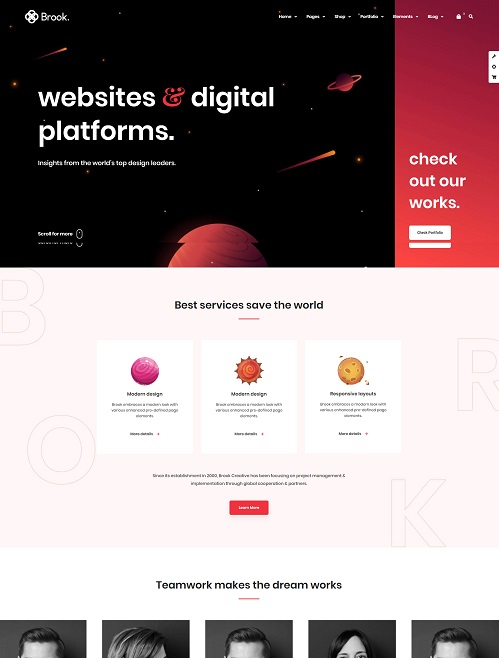 Brook.
Home Pages Shop Portfolio Elements Blog
websites & digital
platforms.
Insights from the world's top design leaders.
Scroll for more
check
out our
works.
Check Portfolio
Best services save the world
B
R
O
K
Modern design
Brook embraces a modern look with
various enhanced pre-defined page
elements.
More details
Modern design
Brook embraces a modern look with
various enhanced pre-defined page
elements.
More details
Responsive layouts
Brook embraces a modern look with
various enhanced pre-defined page
elements.
More details
Since its establishment in 2000, Brook Creative has been focusing on project management &
implementation through global cooperation & partners.
Learn More
Teamwork makes the dream works